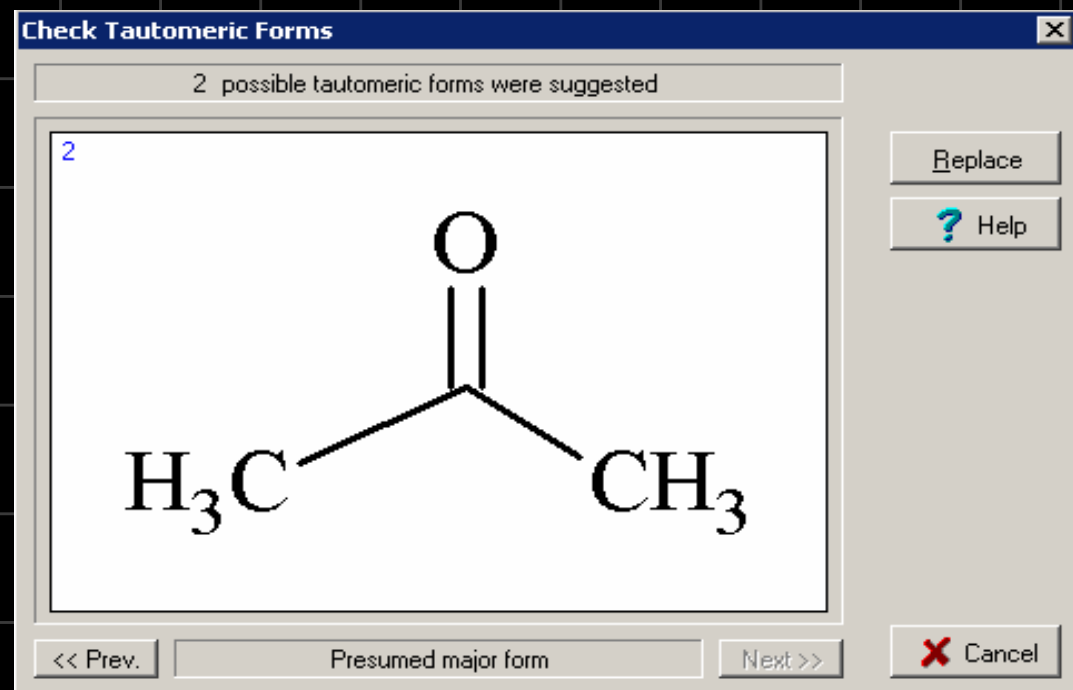 Check Tautomeric Forms
2 possible tautomeric forms were suggested
2
Replace
? Help
O
H₃C
CH₃
<< Prev.
Presumed major form
Next >>
Cancel